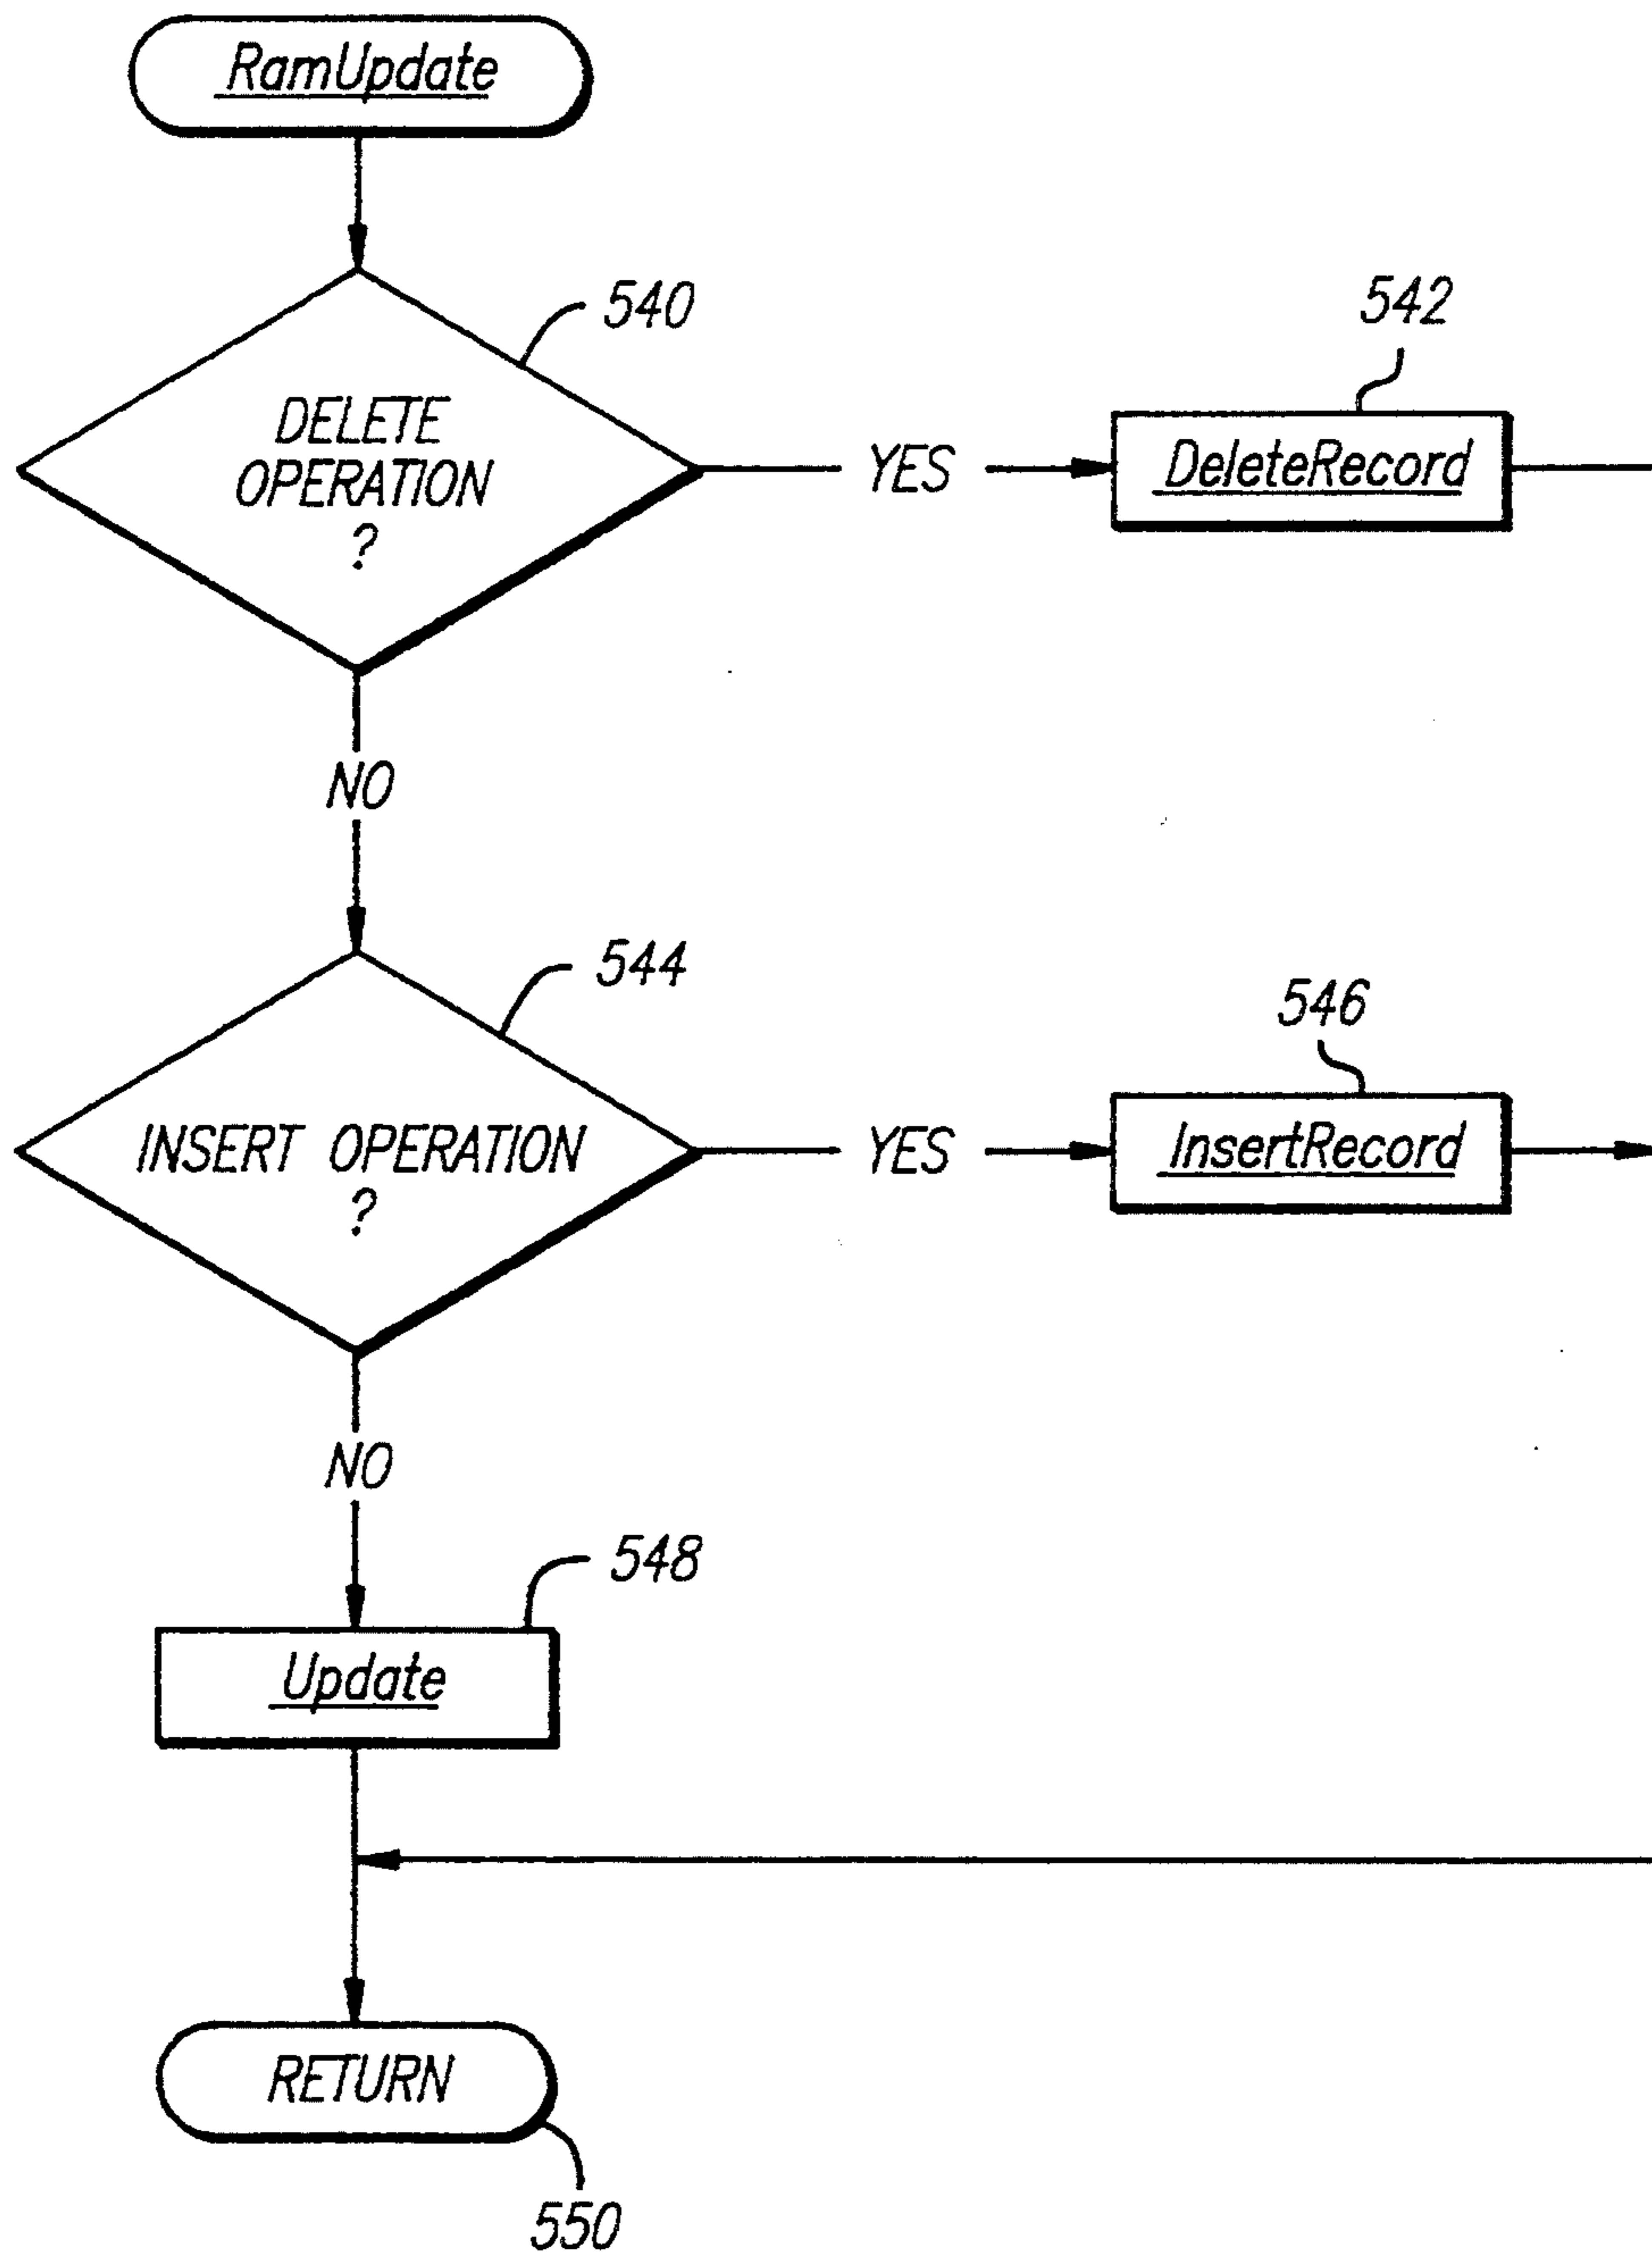 RamUpdate
540
DELETE
OPERATION
?
YES
542
DeleteRecord
NO
544
INSERT OPERATION
?
YES
546
InsertRecord
NO
548
Update
RETURN
550